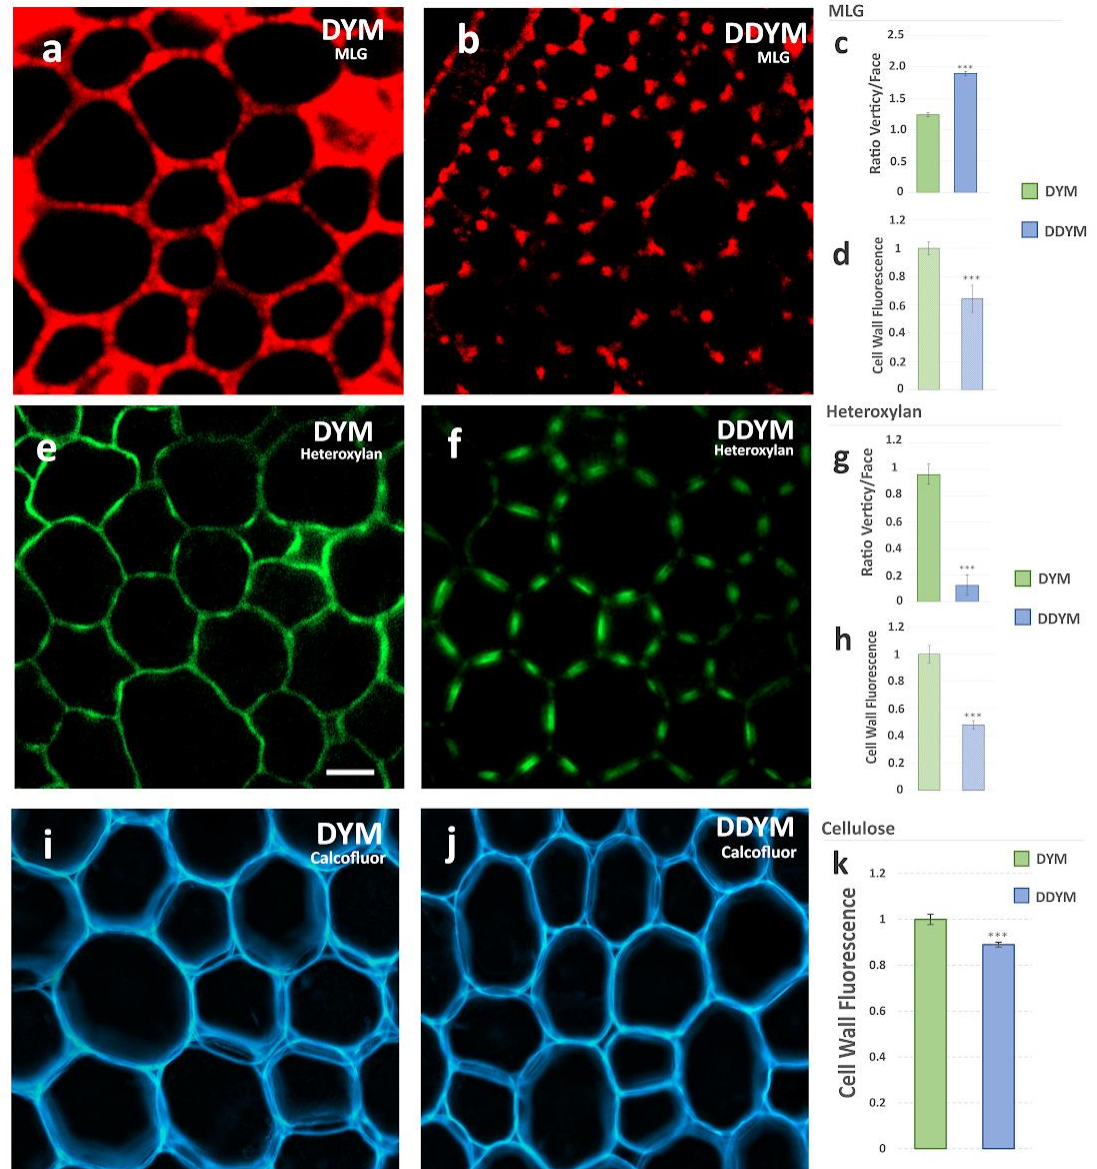 a
DYM
MLG
b
DDYM
MLG
MLG
c
Ratio Verticy/Face
2.5
2.0
1.5
1.0
0.5
0
***
DYM
DDYM
d
Cell Wall Fluorescence
1.2
1
0.8
0.6
0.4
0.2
0
***
e
DYM
Heteroxylan
f
DDYM
Heteroxylan
Heteroxylan
g
Ratio Verticy/Face
1.2
1
0.8
0.6
0.4
0.2
0
***
DYM
DDYM
h
Cell Wall Fluorescence
1.2
1
0.8
0.6
0.4
0.2
0
***
i
DYM
Calcofluor
j
DDYM
Calcofluor
Cellulose
k
DYM
DDYM
Cell Wall Fluorescence
1.2
1
0.8
0.6
0.4
0.2
0
***